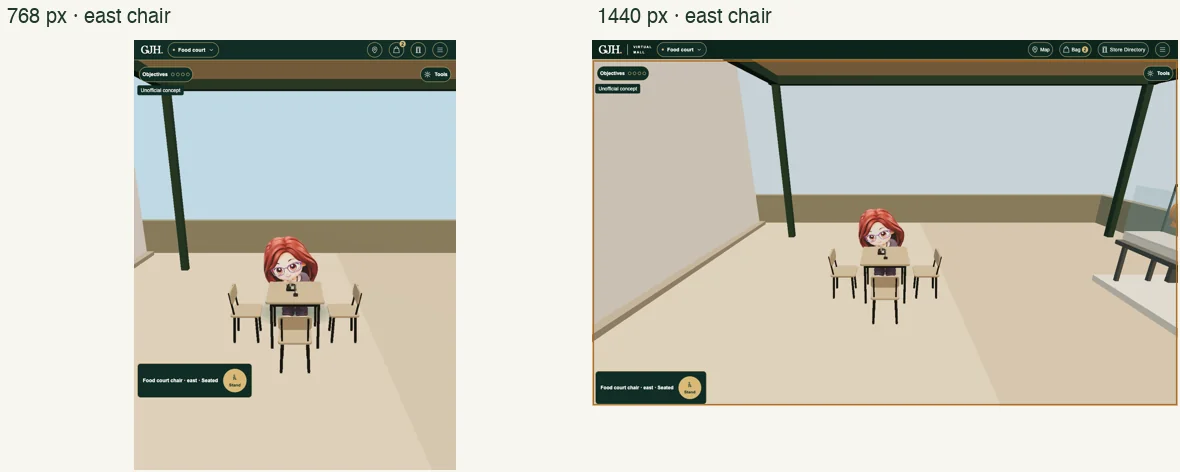 768 px · east chair
GJH. Food court 2
Objectives Tools
Unofficial concept
Food court chair · east · Seated Stand
1440 px · east chair
GJH. VIRTUAL MALL Food court Map Bag 2 Store Directory
Objectives Tools
Unofficial concept
Food court chair · east · Seated Stand